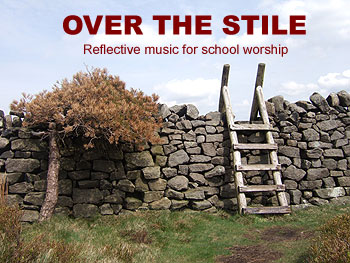 OVER THE STILE
Reflective music for school worship